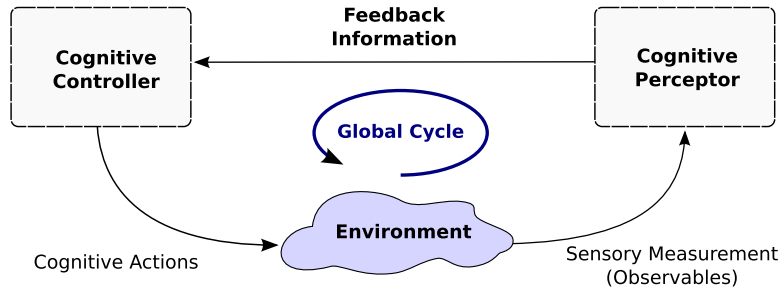 Feedback
Information
Cognitive
Controller
Cognitive
Perceptor
Global Cycle
Environment
Cognitive Actions
Sensory Measurement
(Observables)